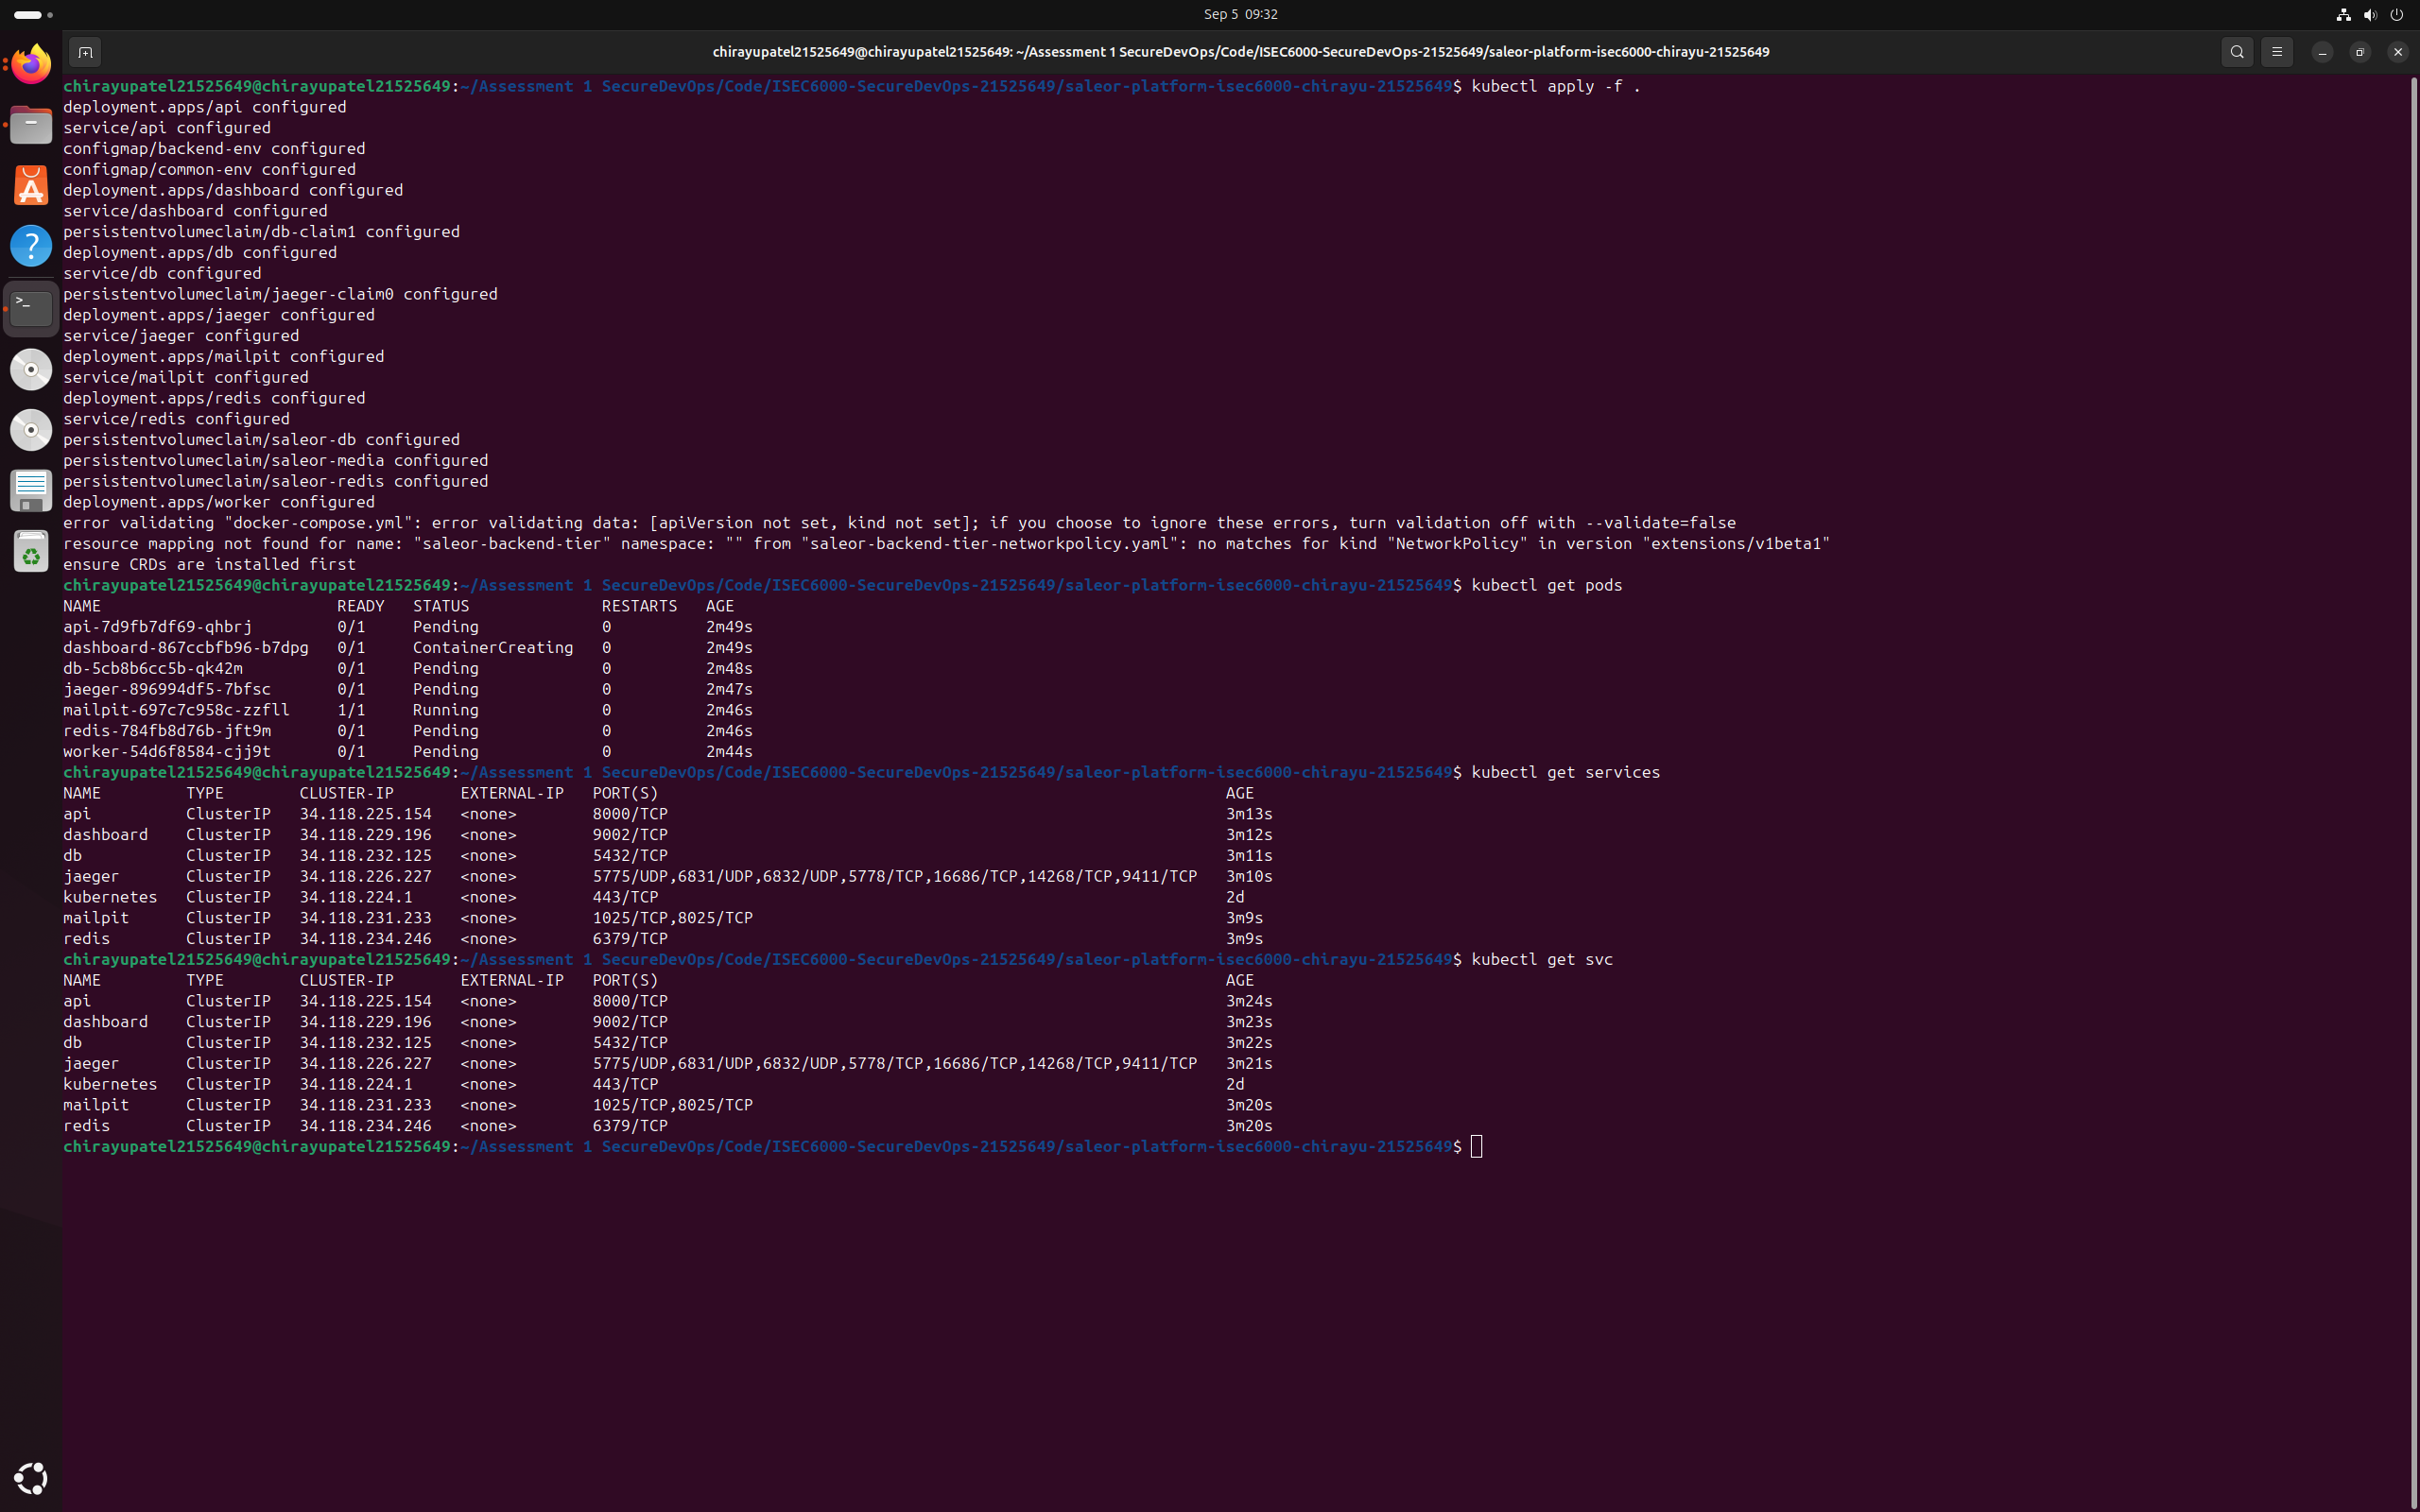 Sep 5 09:32
chirayupatel21525649@chirayupatel21525649: ~/Assessment 1 SecureDevOps/Code/ISEC6000-SecureDevOps-21525649/saleor-platform-isec6000-chirayu-21525649
chirayupatel21525649@chirayupatel21525649:~/Assessment 1 SecureDevOps/Code/ISEC6000-SecureDevOps-21525649/saleor-platform-isec6000-chirayu-21525649$ kubectl apply -f .
deployment.apps/api configured
service/api configured
configmap/backend-env configured
configmap/common-env configured
deployment.apps/dashboard configured
service/dashboard configured
persistentvolumeclaim/db-claim1 configured
deployment.apps/db configured
service/db configured
persistentvolumeclaim/jaeger-claim0 configured
deployment.apps/jaeger configured
service/jaeger configured
deployment.apps/mailpit configured
service/mailpit configured
deployment.apps/redis configured
service/redis configured
persistentvolumeclaim/saleor-db configured
persistentvolumeclaim/saleor-media configured
persistentvolumeclaim/saleor-redis configured
deployment.apps/worker configured
error validating "docker-compose.yml": error validating data: [apiVersion not set, kind not set]; if you choose to ignore these errors, turn validation off with --validate=false
resource mapping not found for name: "saleor-backend-tier" namespace: "" from "saleor-backend-tier-networkpolicy.yaml": no matches for kind "NetworkPolicy" in version "extensions/v1beta1"
ensure CRDs are installed first
chirayupatel21525649@chirayupatel21525649:~/Assessment 1 SecureDevOps/Code/ISEC6000-SecureDevOps-21525649/saleor-platform-isec6000-chirayu-21525649$ kubectl get pods
NAME READY STATUS RESTARTS AGE
api-7d9fb7df69-qhbrj 0/1 Pending 0 2m49s
dashboard-867ccbfb96-b7dpg 0/1 ContainerCreating 0 2m49s
db-5cb8b6cc5b-qk42m 0/1 Pending 0 2m48s
jaeger-896994df5-7bfsc 0/1 Pending 0 2m47s
mailpit-697c7c958c-zzfll 1/1 Running 0 2m46s
redis-784fb8d76b-jft9m 0/1 Pending 0 2m46s
worker-54d6f8584-cjj9t 0/1 Pending 0 2m44s
chirayupatel21525649@chirayupatel21525649:~/Assessment 1 SecureDevOps/Code/ISEC6000-SecureDevOps-21525649/saleor-platform-isec6000-chirayu-21525649$ kubectl get services
NAME TYPE CLUSTER-IP EXTERNAL-IP PORT(S) AGE
api ClusterIP 34.118.225.154 <none> 8000/TCP 3m13s
dashboard ClusterIP 34.118.229.196 <none> 9002/TCP 3m12s
db ClusterIP 34.118.232.125 <none> 5432/TCP 3m11s
jaeger ClusterIP 34.118.226.227 <none> 5775/UDP,6831/UDP,6832/UDP,5778/TCP,16686/TCP,14268/TCP,9411/TCP 3m10s
kubernetes ClusterIP 34.118.224.1 <none> 443/TCP 2d
mailpit ClusterIP 34.118.231.233 <none> 1025/TCP,8025/TCP 3m9s
redis ClusterIP 34.118.234.246 <none> 6379/TCP 3m9s
chirayupatel21525649@chirayupatel21525649:~/Assessment 1 SecureDevOps/Code/ISEC6000-SecureDevOps-21525649/saleor-platform-isec6000-chirayu-21525649$ kubectl get svc
NAME TYPE CLUSTER-IP EXTERNAL-IP PORT(S) AGE
api ClusterIP 34.118.225.154 <none> 8000/TCP 3m24s
dashboard ClusterIP 34.118.229.196 <none> 9002/TCP 3m23s
db ClusterIP 34.118.232.125 <none> 5432/TCP 3m22s
jaeger ClusterIP 34.118.226.227 <none> 5775/UDP,6831/UDP,6832/UDP,5778/TCP,16686/TCP,14268/TCP,9411/TCP 3m21s
kubernetes ClusterIP 34.118.224.1 <none> 443/TCP 2d
mailpit ClusterIP 34.118.231.233 <none> 1025/TCP,8025/TCP 3m20s
redis ClusterIP 34.118.234.246 <none> 6379/TCP 3m20s
chirayupatel21525649@chirayupatel21525649:~/Assessment 1 SecureDevOps/Code/ISEC6000-SecureDevOps-21525649/saleor-platform-isec6000-chirayu-21525649$